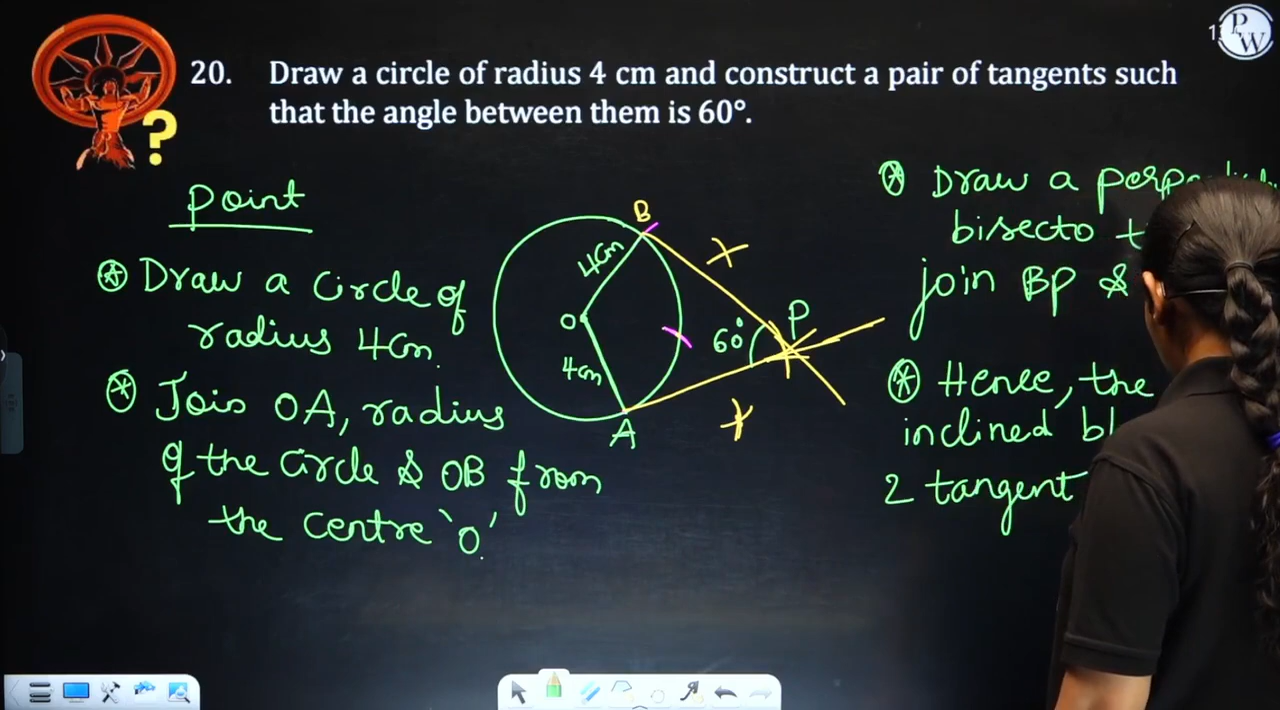 PW
20. Draw a circle of radius 4 cm and construct a pair of tangents such
that the angle between them is 60°.
Point
Draw a Circle of
radius 4cm.
Join OA, radius
of the Circle & OB from
the centre 'O'.
B
4cm
O
4cm
A
60°
P
Draw a
bisecto
join BP &
Hence, the
inclined b/
2 tangent